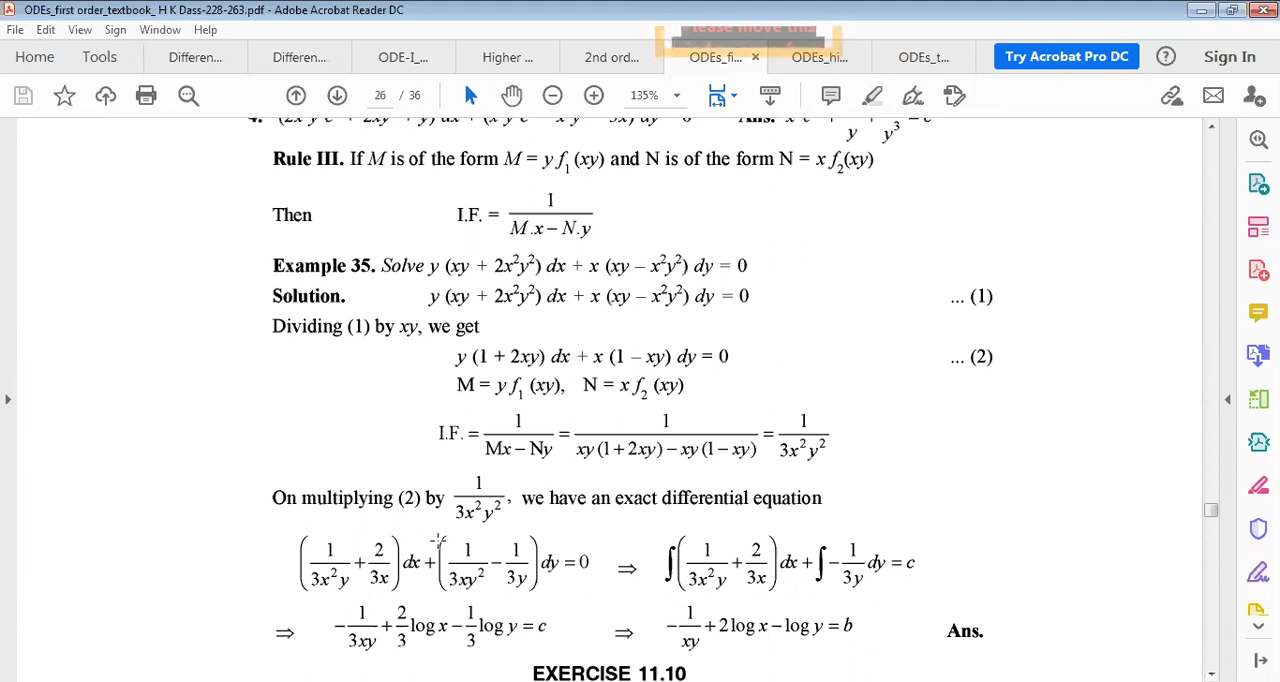 ODEs_first order_textbook_ H K Dass-228-263.pdf - Adobe Acrobat Reader DC
File Edit View Sign Window Help
Home Tools Differen... Differen... ODE-I_... Higher ... 2nd ord... ODEs_fi... × ODEs_hi... ODEs_t... Try Acrobat Pro DC Sign In
26 / 36 135%
Rule III. If M is of the form M = y f₁ (xy) and N is of the form N = x f₂(xy)
Then I.F. = 1 / (M.x – N.y)
Example 35. Solve y (xy + 2x²y²) dx + x (xy – x²y²) dy = 0
Solution. y (xy + 2x²y²) dx + x (xy – x²y²) dy = 0 ... (1)
Dividing (1) by xy, we get
y (1 + 2xy) dx + x (1 – xy) dy = 0 ... (2)
M = y f₁ (xy), N = x f₂ (xy)
I.F. = 1 / (Mx – Ny) = 1 / (xy (1 + 2xy) – xy (1 – xy)) = 1 / (3x²y²)
On multiplying (2) by 1 / (3x²y²), we have an exact differential equation
(1/(3x²y) + 2/(3x)) dx + (1/(3xy²) – 1/(3y)) dy = 0 ⇒ ∫(1/(3x²y) + 2/(3x)) dx + ∫ – 1/(3y) dy = c
⇒ – 1/(3xy) + 2/3 log x – 1/3 log y = c ⇒ – 1/(xy) + 2 log x – log y = b Ans.
EXERCISE 11.10